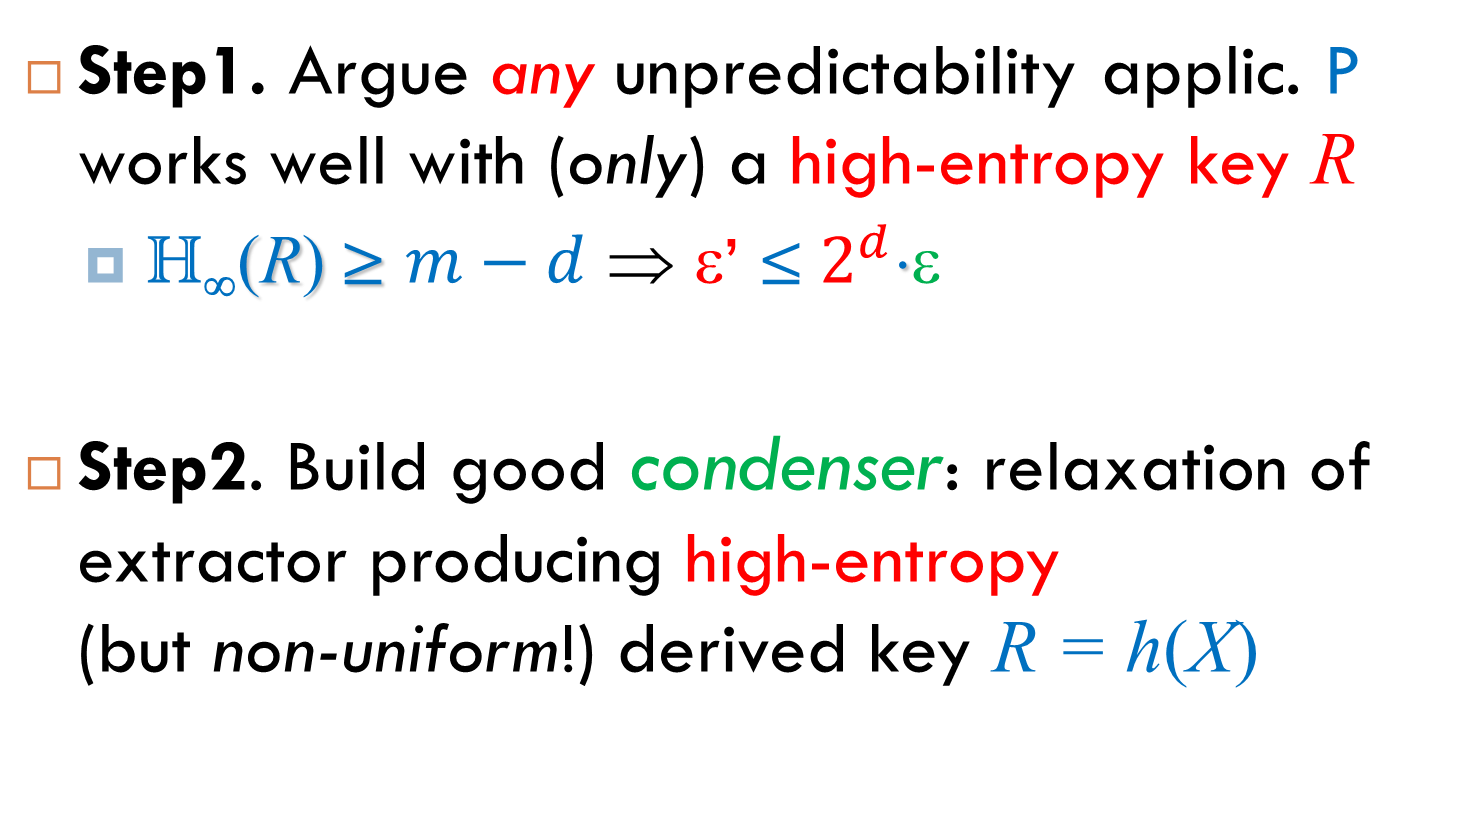 Step1. Argue any unpredictability applic. P
works well with (only) a high-entropy key R
ℍ∞(R) ≥ m − d ⇒ ε’ ≤ 2^d·ε
Step2. Build good condenser: relaxation of
extractor producing high-entropy
(but non-uniform!) derived key R = h(X)